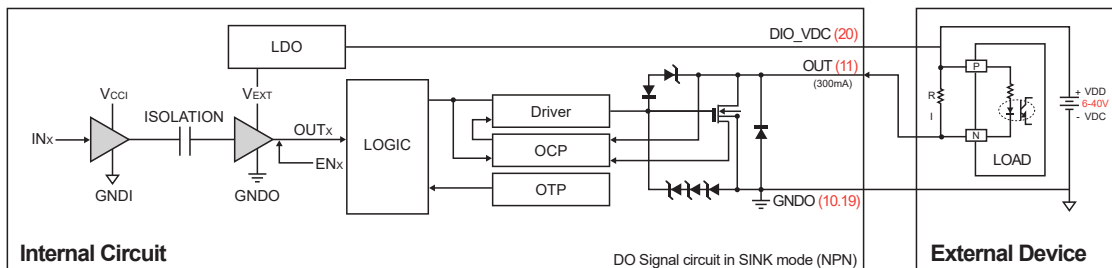 DIO_VDC (20)
LDO
OUT (11)
(300mA)
VCCI
VEXT
ISOLATION
INX
OUTX
ENX
GNDI
GNDO
LOGIC
Driver
OCP
OTP
GNDO (10.19)
P
R
I
N
LOAD
+ VDD
6-40V
- VDC
Internal Circuit
DO Signal circuit in SINK mode (NPN)
External Device